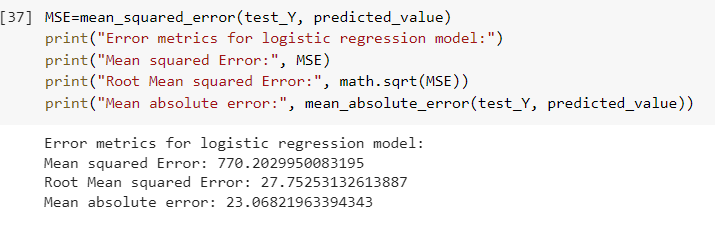 [37] MSE=mean_squared_error(test_Y, predicted_value)
print("Error metrics for logistic regression model:")
print("Mean squared Error:", MSE)
print("Root Mean squared Error:", math.sqrt(MSE))
print("Mean absolute error:", mean_absolute_error(test_Y, predicted_value))
Error metrics for logistic regression model:
Mean squared Error: 770.2029950083195
Root Mean squared Error: 27.75253132613887
Mean absolute error: 23.06821963394343